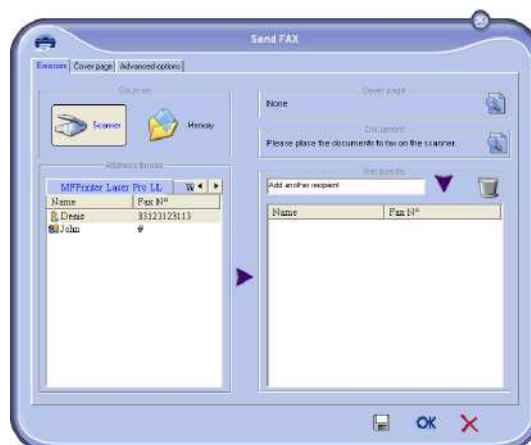 Send FAX
Emission Cover page Advanced options
Sources
Scanner Memory
Cover page
None
Document
Please place the documents to fax on the scanner.
Address Books
MFPrinter Laser Pro LL
Name Fax N°
Denis 33123123113
John #
Recipients
Add another recipient
Name Fax N°
OK